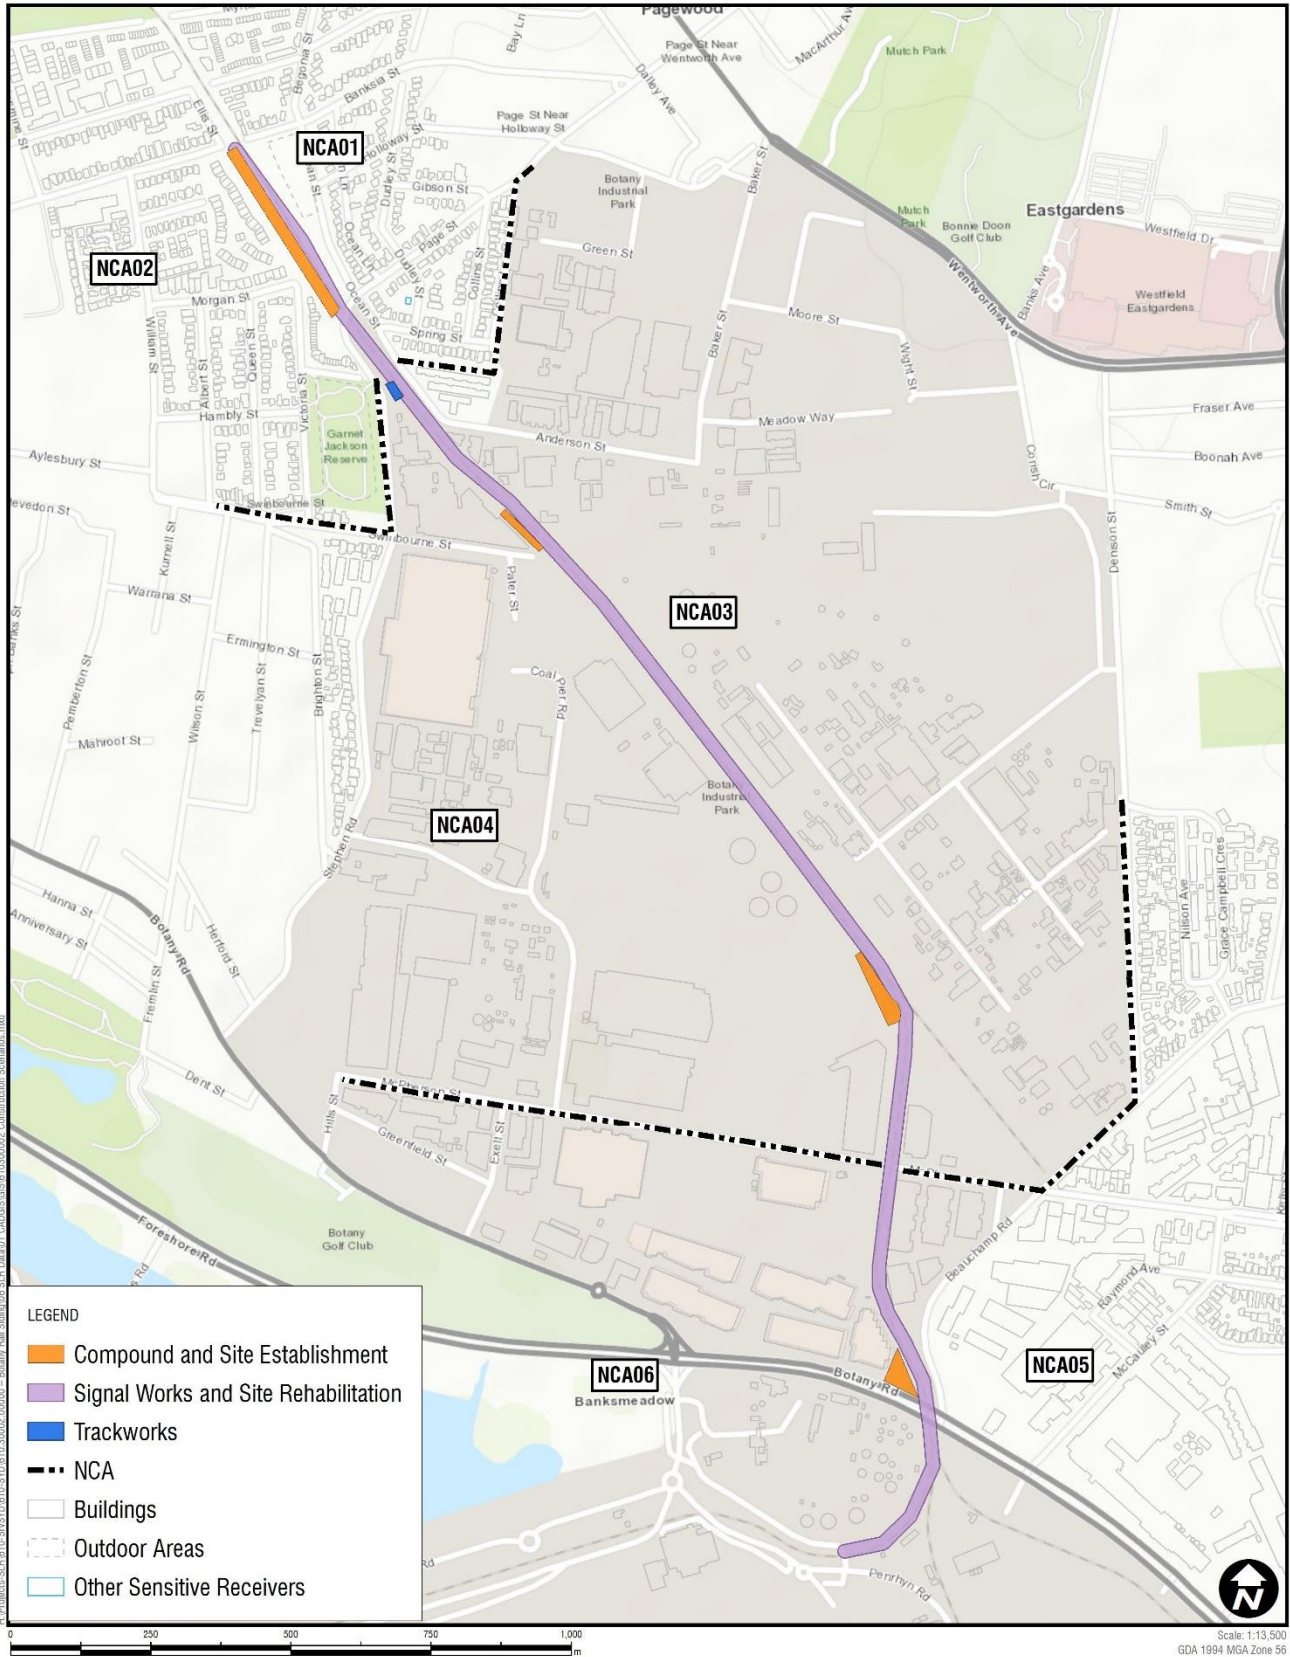 Pagewood
Bay Ln
MacArthur Av
Page St Near
Wentworth Ave
Mutch Park
Begonia St
Banksia St
Dalley Ave
Ellis St
Page St Near
Holloway St
NCA01
Holloway St
Dudley St
Gibson St
Botany
Industrial
Park
Baker St
Mutch
Park
Bonnie Doon
Golf Club
Eastgardens
Westfield Dr
Ocean Ln
Page St
Collins St
Green St
NCA02
Dudley St
Wentworth Ave
Banks Ave
Westfield
Eastgardens
Morgan St
Ocean St
Spring St
Moore St
Baker St
William St
Albert St
Queen St
Victoria St
Wight St
Hambly St
Garnet
Jackson
Reserve
Anderson St
Meadow Way
Fraser Ave
Aylesbury St
Boonah Ave
Corish Cir
Swinbourne St
Smith St
Kurnell St
Swinbourne St
Denison St
Pater St
Warrana St
NCA03
Ermington St
Brighton St
Pemberton St
Trevelyan St
Wilson St
Coal Pier Rd
Mahroot St
Botany
Industrial
Park
NCA04
Stephen Rd
Hanna St
Anniversary St
Botany Rd
Herford St
Fremlin St
Nilson Ave
Grace Campbell Cres
Dent St
McPherson St
Hills St
Greenfield St
Exell St
Foreshore Rd
Botany
Golf Club
Beauchamp Rd
Raymond Ave
McCauley St
NCA05
NCA06
Banksmeadow
Botany Rd
Penrhyn Rd
LEGEND
Compound and Site Establishment
Signal Works and Site Rehabilitation
Trackworks
NCA
Buildings
Outdoor Areas
Other Sensitive Receivers
N
0 250 500 750 1,000
m
Scale: 1:13,500
GDA 1994 MGA Zone 56